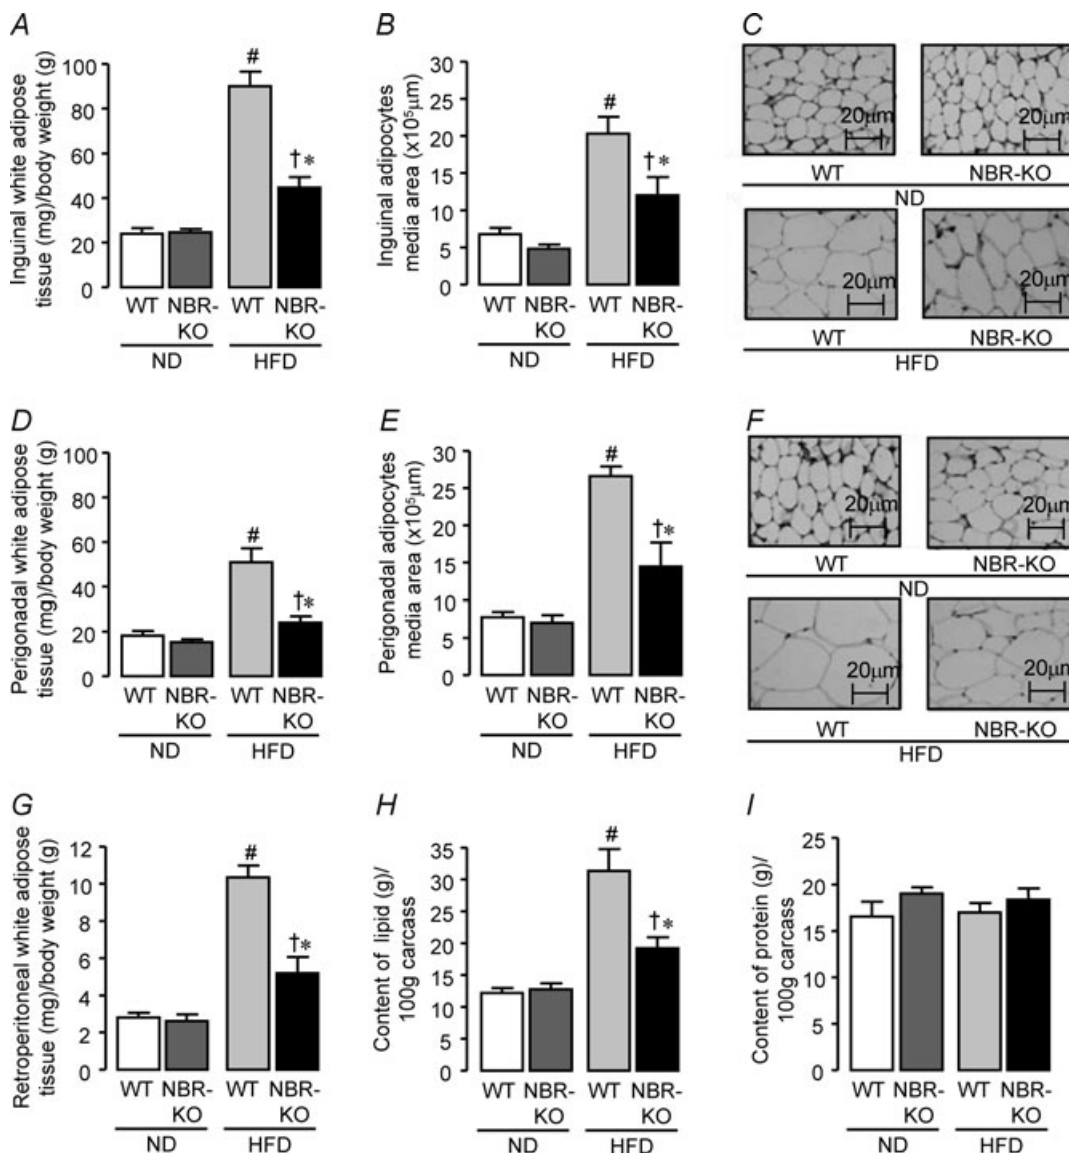 A
Inguinal white adipose
tissue (mg)/body weight (g)
100
80
60
40
20
0
#
†*
WT NBR-
KO
WT NBR-
KO
ND
HFD
B
Inguinal adipocytes
media area (x10⁵µm)
30
25
20
15
10
5
0
#
†*
WT NBR-
KO
WT NBR-
KO
ND
HFD
C
20µm
20µm
WT
NBR-KO
ND
20µm
20µm
WT
NBR-KO
HFD
D
Perigonadal white adipose
tissue (mg)/body weight (g)
100
80
60
40
20
0
#
†*
WT NBR-
KO
WT NBR-
KO
ND
HFD
E
Perigonadal adipocytes
media area (x10⁵µm)
30
25
20
15
10
5
0
#
†*
WT NBR-
KO
WT NBR-
KO
ND
HFD
F
20µm
20µm
WT
NBR-KO
ND
20µm
20µm
WT
NBR-KO
HFD
G
Retroperitoneal white adipose
tissue (mg)/body weight (g)
12
10
8
6
4
2
0
#
†*
WT NBR-
KO
WT NBR-
KO
ND
HFD
H
Content of lipid (g)/
100g carcass
35
30
25
20
15
10
5
0
#
†*
WT NBR-
KO
WT NBR-
KO
ND
HFD
I
Content of protein (g)/
100g carcass
25
20
15
10
5
0
WT NBR-
KO
WT NBR-
KO
ND
HFD